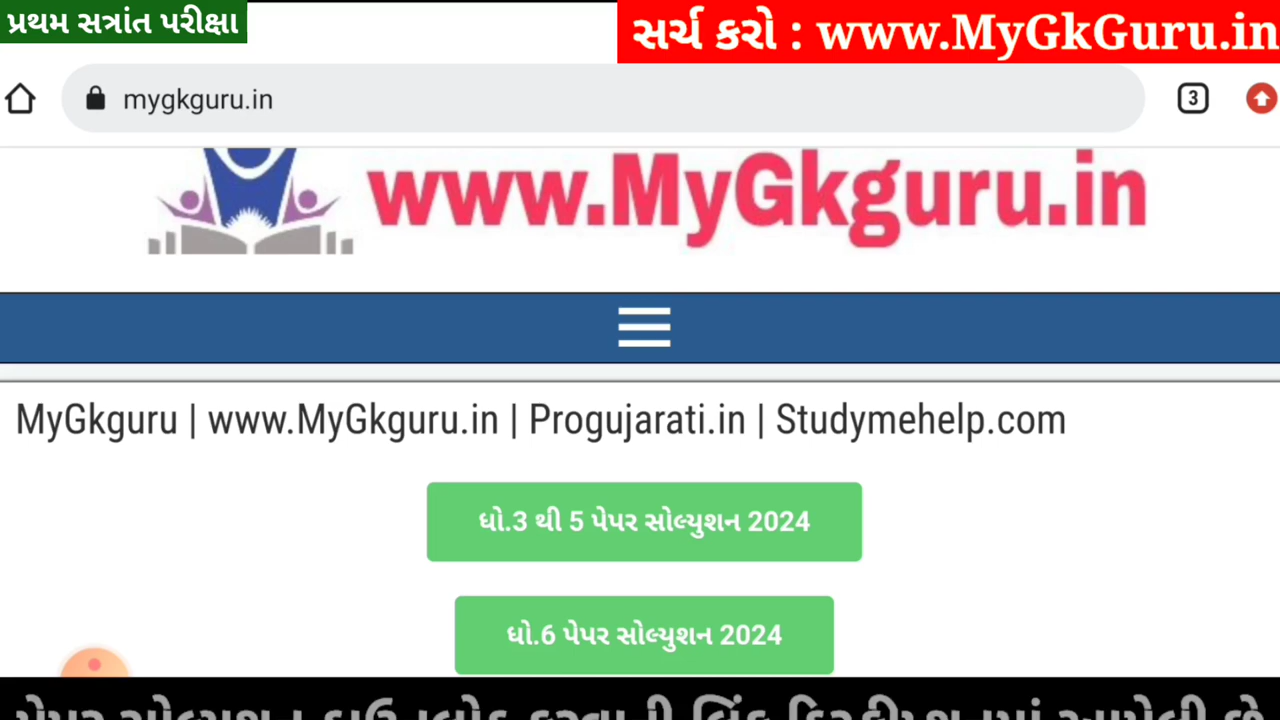 પ્રથમ સત્રાંત પરીક્ષા
સર્ચ કરો : www.MyGkGuru.in
mygkguru.in
3
www.MyGkguru.in
MyGkguru | www.MyGkguru.in | Progujarati.in | Studymehelp.com
ધો.3 થી 5 પેપર સોલ્યુશન 2024
ધો.6 પેપર સોલ્યુશન 2024